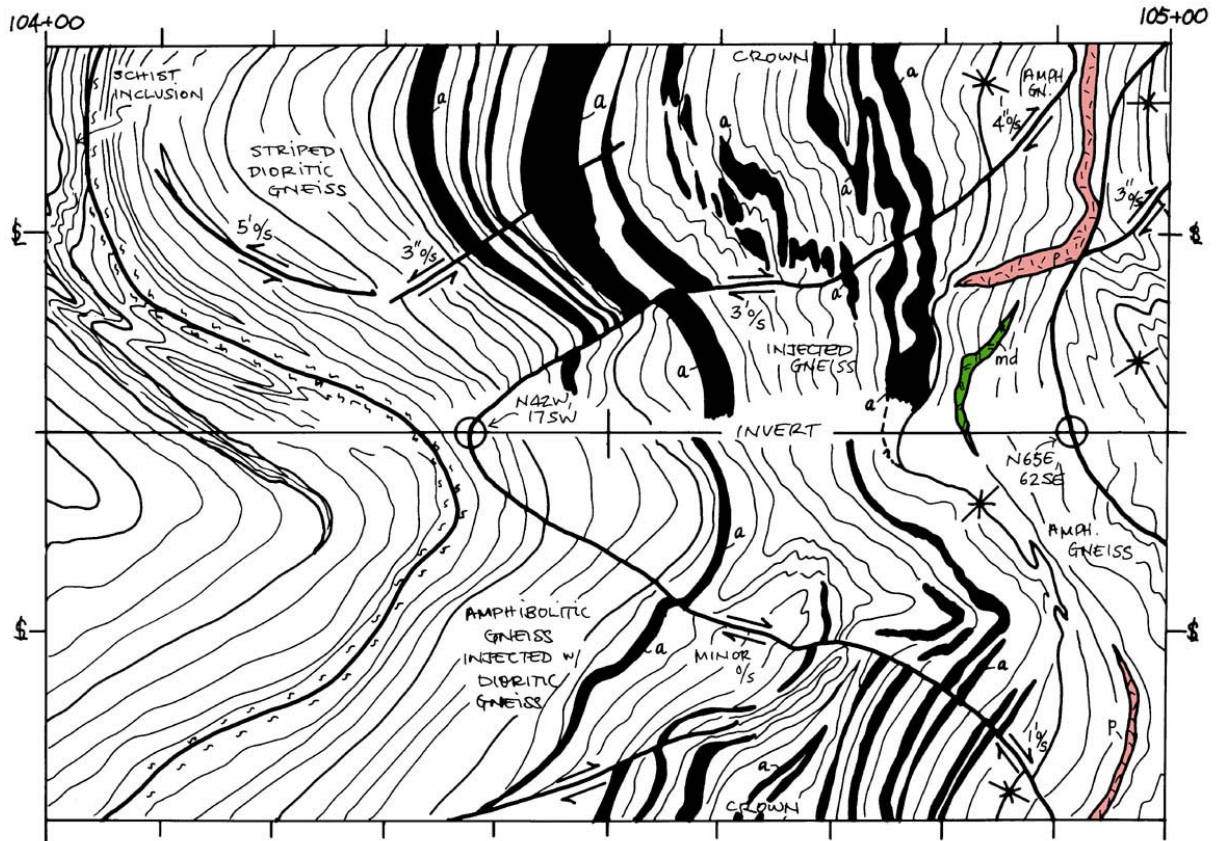 104+00
105+00
SCHIST
INCLUSION
CROWN
AMPH
GN.
a
a
a
a
a
4"o/s
STRIPED
DIORITIC
GNEISS
3"o/s
5'o/s
3"o/s
P
a
3'o/s
INJECTED
GNEISS
md
a
a
N42W,
17SW
INVERT
N65E,
62SE
AMPH.
GNEISS
a
AMPHIBOLITIC
GNEISS
INJECTED W/
DIORITIC
GNEISS
a
MINOR
o/s
a
P
1'o/s
a
CROWN